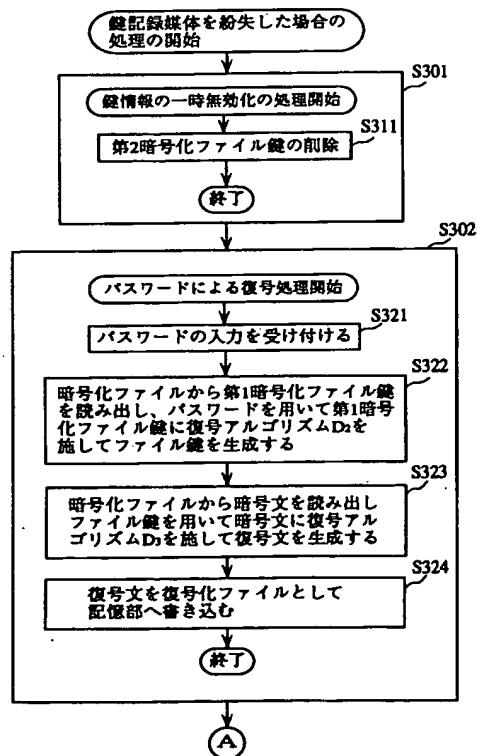 鍵記録媒体を紛失した場合の
処理の開始
S301
鍵情報の一時無効化の処理開始
S311
第2暗号化ファイル鍵の削除
終了
S302
パスワードによる復号処理開始
S321
パスワードの入力を受け付ける
S322
暗号化ファイルから第1暗号化ファイル鍵
を読み出し、パスワードを用いて第1暗号
化ファイル鍵に復号アルゴリズムD₂を
施してファイル鍵を生成する
S323
暗号化ファイルから暗号文を読み出し
ファイル鍵を用いて暗号文に復号アル
ゴリズムD₃を施して復号文を生成する
S324
復号文を復号化ファイルとして
記憶部へ書き込む
終了
A